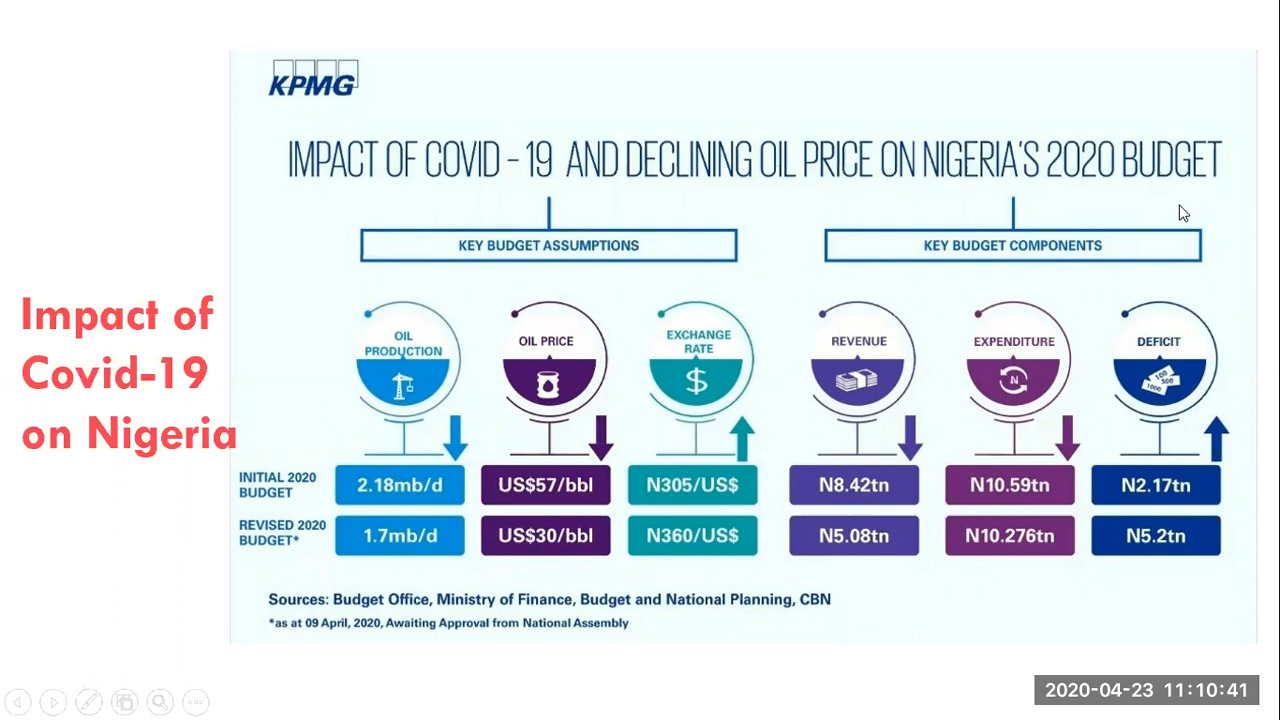 KPMG
IMPACT OF COVID – 19 AND DECLINING OIL PRICE ON NIGERIA'S 2020 BUDGET
KEY BUDGET ASSUMPTIONS
KEY BUDGET COMPONENTS
Impact of
Covid-19
on Nigeria
OIL
PRODUCTION
OIL PRICE
EXCHANGE
RATE
REVENUE
EXPENDITURE
DEFICIT
$
N
100
500
1000
INITIAL 2020
BUDGET
2.18mb/d
US$57/bbl
N305/US$
N8.42tn
N10.59tn
N2.17tn
REVISED 2020
BUDGET*
1.7mb/d
US$30/bbl
N360/US$
N5.08tn
N10.276tn
N5.2tn
Sources: Budget Office, Ministry of Finance, Budget and National Planning, CBN
*as at 09 April, 2020, Awaiting Approval from National Assembly
2020-04-23 11:10:41